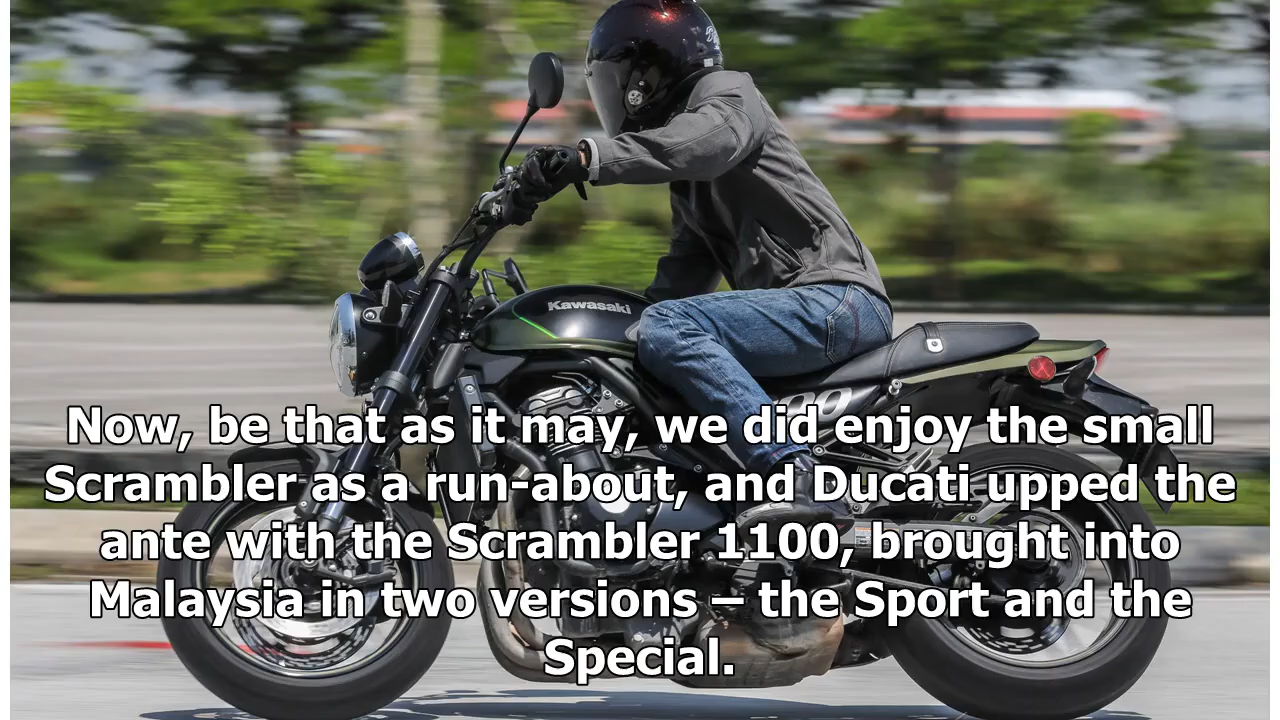 Kawasaki
Now, be that as it may, we did enjoy the small
Scrambler as a run-about, and Ducati upped the
ante with the Scrambler 1100, brought into
Malaysia in two versions – the Sport and the
Special.